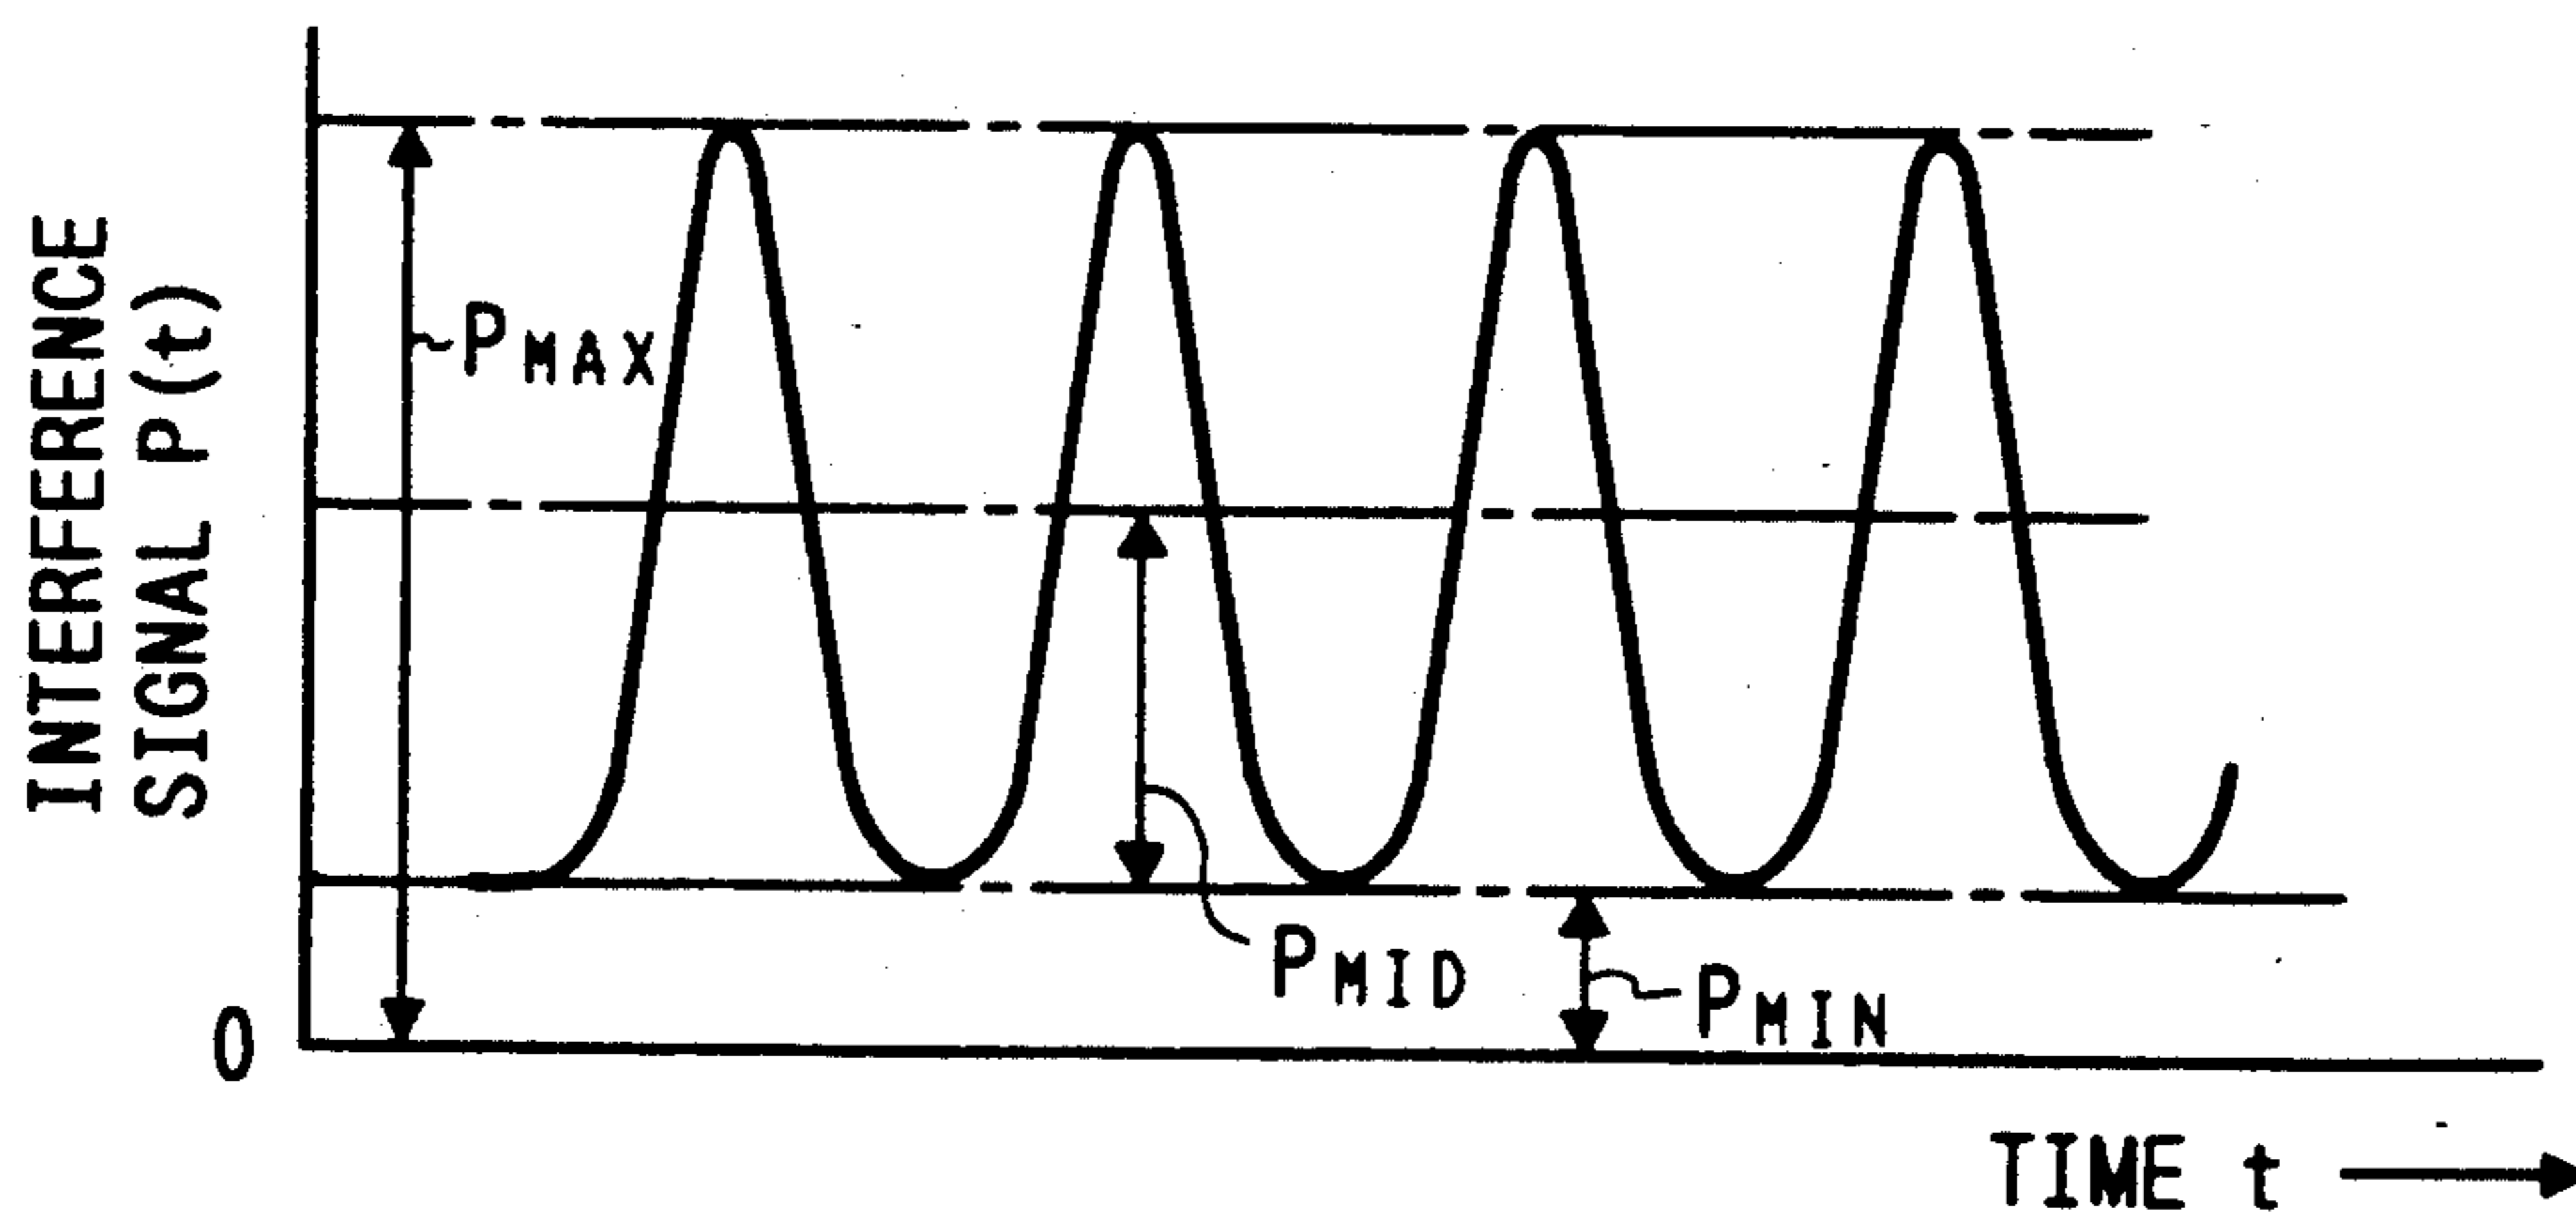 INTERFERENCE
SIGNAL P(t)
PMAX
PMID
PMIN
0
TIME t